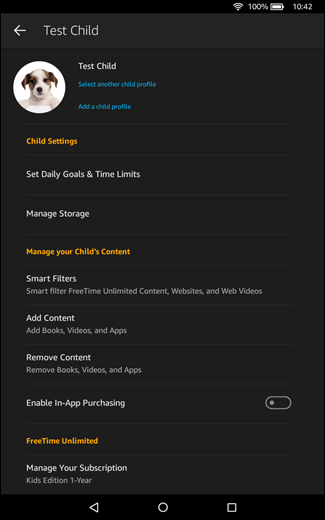 100% 10:42
Test Child
Test Child
Select another child profile
Add a child profile
Child Settings
Set Daily Goals & Time Limits
Manage Storage
Manage your Child's Content
Smart Filters
Smart filter FreeTime Unlimited Content, Websites, and Web Videos
Add Content
Add Books, Videos, and Apps
Remove Content
Remove Books, Videos, and Apps
Enable In-App Purchasing
FreeTime Unlimited
Manage Your Subscription
Kids Edition 1-Year